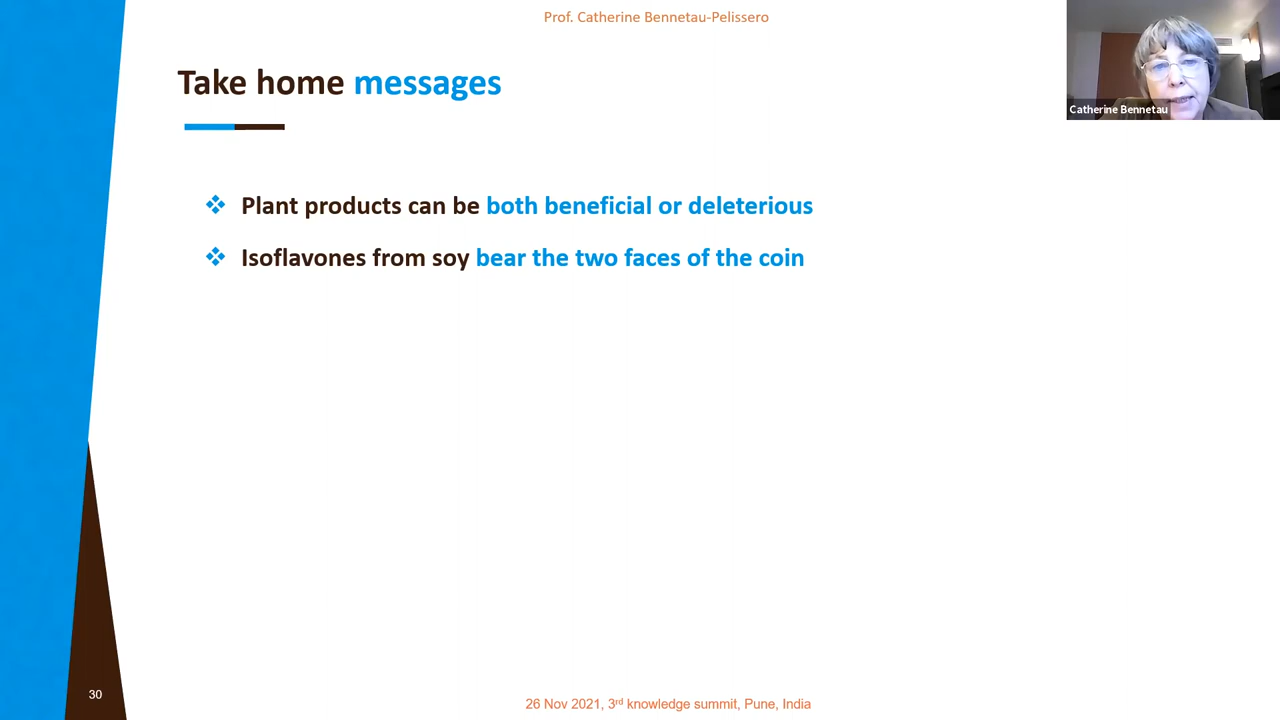 Prof. Catherine Bennetau-Pelissero
Catherine Bennetau
Take home messages
❖ Plant products can be both beneficial or deleterious
❖ Isoflavones from soy bear the two faces of the coin
30
26 Nov 2021, 3rd knowledge summit, Pune, India